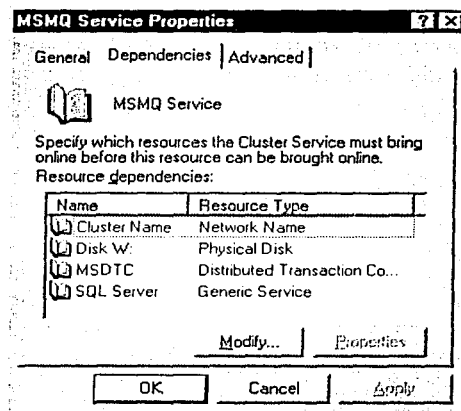 MSMQ Service Properties ? X
General Dependencies Advanced
MSMQ Service
Specify which resources the Cluster Service must bring
online before this resource can be brought online.
Resource dependencies:
Name Resource Type
Cluster Name Network Name
Disk W: Physical Disk
MSDTC Distributed Transaction Co...
SQL Server Generic Service
Modify... Properties
OK Cancel Apply